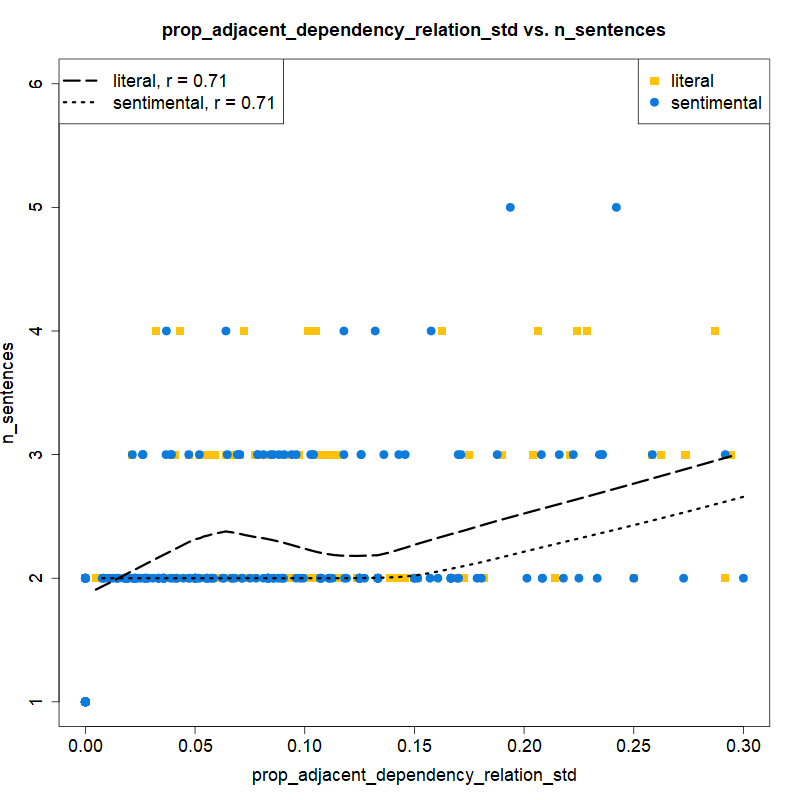 prop_adjacent_dependency_relation_std vs. n_sentences
literal, r = 0.71
sentimental, r = 0.71
literal
sentimental
6
5
4
3
2
1
n_sentences
0.00 0.05 0.10 0.15 0.20 0.25 0.30
prop_adjacent_dependency_relation_std